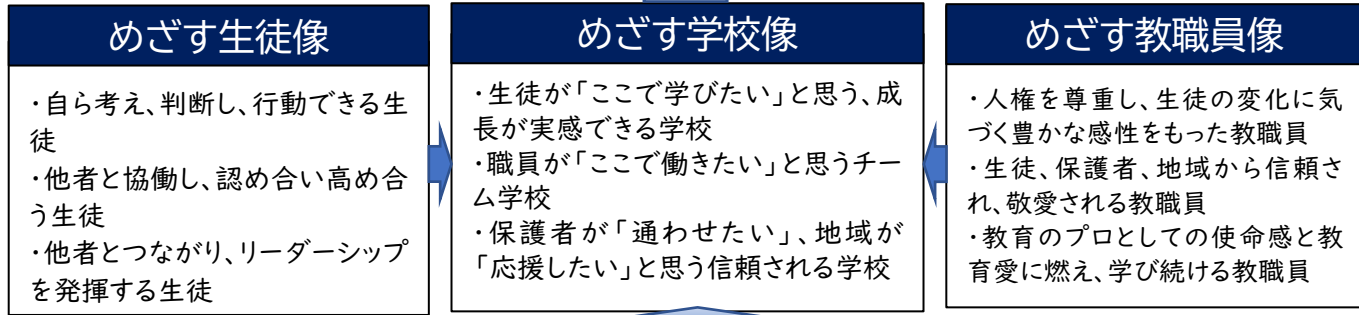 めざす生徒像
・自ら考え、判断し、行動できる生
徒
・他者と協働し、認め合い高め合
う生徒
・他者とつながり、リーダーシップ
を発揮する生徒
めざす学校像
・生徒が「ここで学びたい」と思う、成
長が実感できる学校
・職員が「ここで働きたい」と思うチー
ム学校
・保護者が「通わせたい」、地域が
「応援したい」と思う信頼される学校
めざす教職員像
・人権を尊重し、生徒の変化に気
づく豊かな感性をもった教職員
・生徒、保護者、地域から信頼さ
れ、敬愛される教職員
・教育のプロとしての使命感と教
育愛に燃え、学び続ける教職員